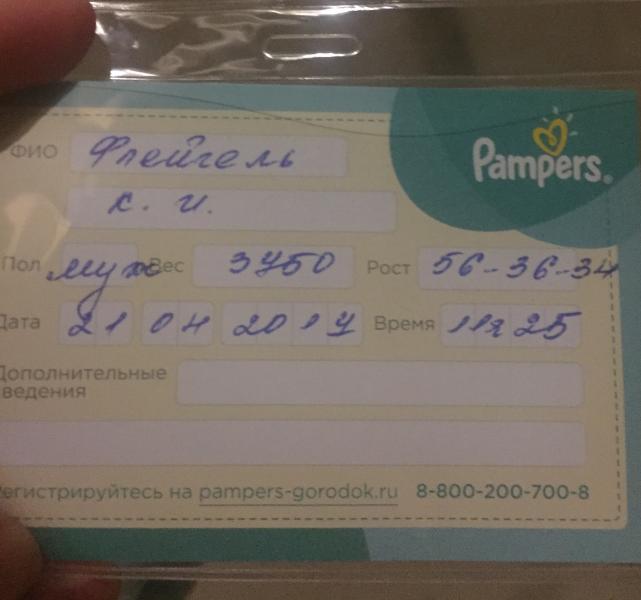 Pampers.
ФИО Флейгель
К. И.
Пол муж Вес 3450 Рост 56-36-34
Дата 21 04 2014 Время 11ч 25
Дополнительные
сведения
егистрируйтесь на pampers-gorodok.ru 8-800-200-700-8